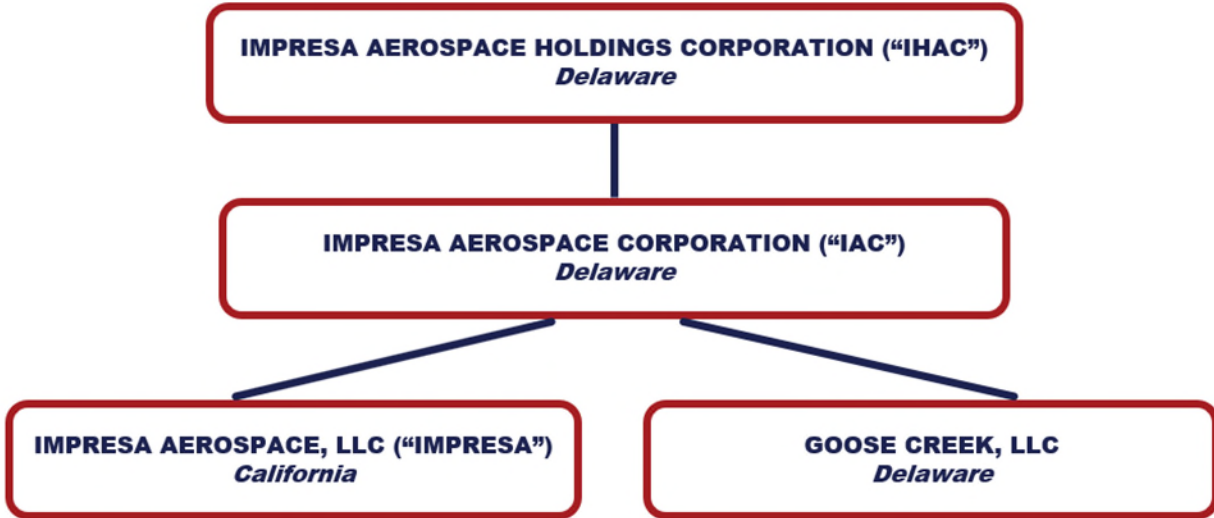 IMPRESA AEROSPACE HOLDINGS CORPORATION (“IHAC”)
Delaware
IMPRESA AEROSPACE CORPORATION (“IAC”)
Delaware
IMPRESA AEROSPACE, LLC (“IMPRESA”)
California
GOOSE CREEK, LLC
Delaware